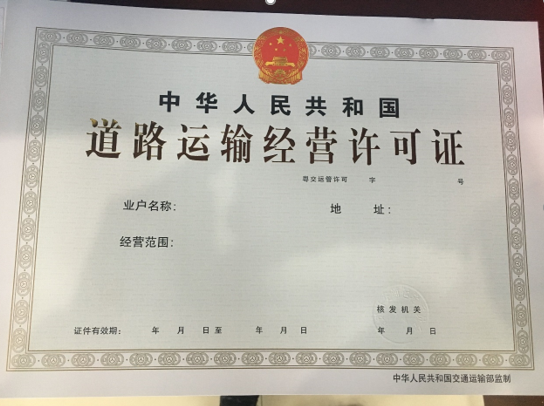 中华人民共和国
道路运输经营许可证
粤交运管许可 字 号
业户名称： 地 址：
经营范围：
核发机关
证件有效期： 年 月 日至 年 月 日 年 月 日
中华人民共和国交通运输部监制